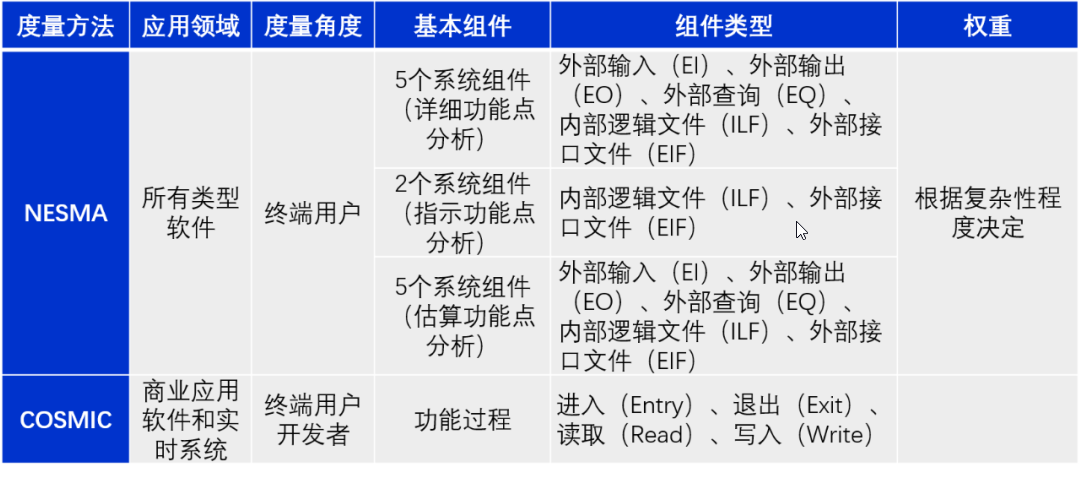 度量方法 应用领域 度量角度 基本组件 组件类型 权重
NESMA
所有类型
软件
终端用户
5个系统组件
（详细功能点
分析）
外部输入（EI）、外部输出
（EO）、外部查询（EQ）、
内部逻辑文件（ILF）、外部接
口文件（EIF）
2个系统组件
（指示功能点
分析）
内部逻辑文件（ILF）、外部接
口文件（EIF）
5个系统组件
（估算功能点
分析）
外部输入（EI）、外部输出
（EO）、外部查询（EQ）、
内部逻辑文件（ILF）、外部接
口文件（EIF）
根据复杂性程
度决定
COSMIC
商业应用
软件和实
时系统
终端用户
开发者
功能过程
进入（Entry）、退出（Exit）、
读取（Read）、写入（Write）